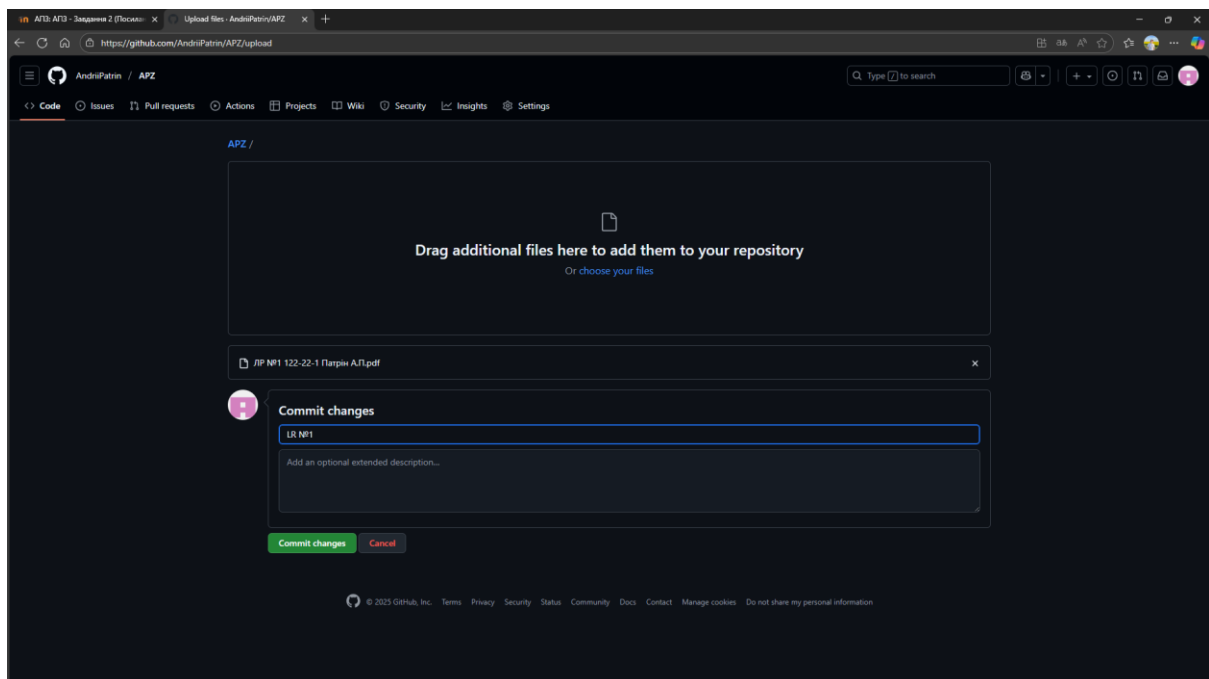 АПЗ: АПЗ - Завдання 2 (Посилан
Upload files · AndriiPatrin/APZ
https://github.com/AndriiPatrin/APZ/upload
AndriiPatrin / APZ
Type / to search
Code Issues Pull requests Actions Projects Wiki Security Insights Settings
APZ /
Drag additional files here to add them to your repository
Or choose your files
ЛР №1 122-22-1 Патрін А.П.pdf
Commit changes
LR №1
Add an optional extended description...
Commit changes Cancel
© 2025 GitHub, Inc. Terms Privacy Security Status Community Docs Contact Manage cookies Do not share my personal information